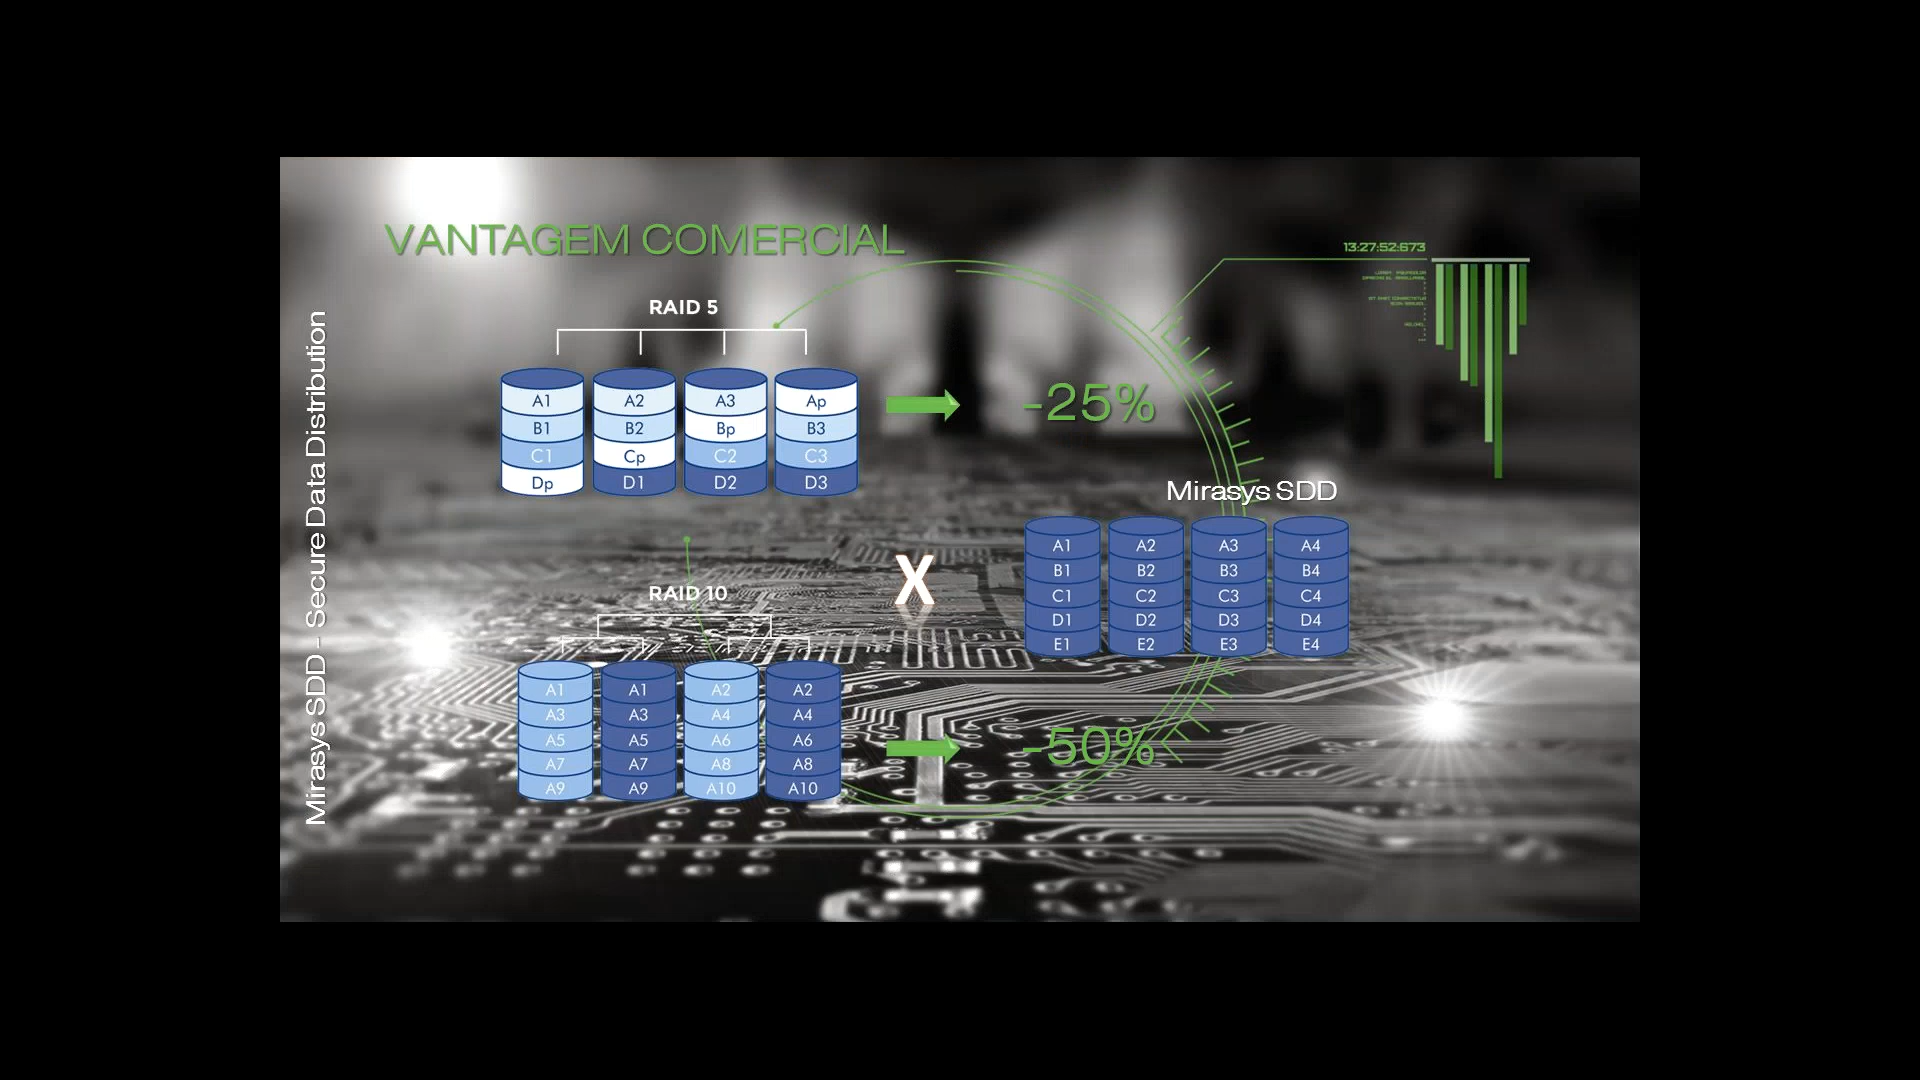 VANTAGEM COMERCIAL
13:27:52:673
Mirasys SDD - Secure Data Distribution
RAID 5
A1 A2 A3 Ap
B1 B2 Bp B3
C1 Cp C2 C3
Dp D1 D2 D3
-25%
Mirasys SDD
A1 A2 A3 A4
B1 B2 B3 B4
C1 C2 C3 C4
D1 D2 D3 D4
E1 E2 E3 E4
X
RAID 10
A1 A1 A2 A2
A3 A3 A4 A4
A5 A5 A6 A6
A7 A7 A8 A8
A9 A9 A10 A10
-50%